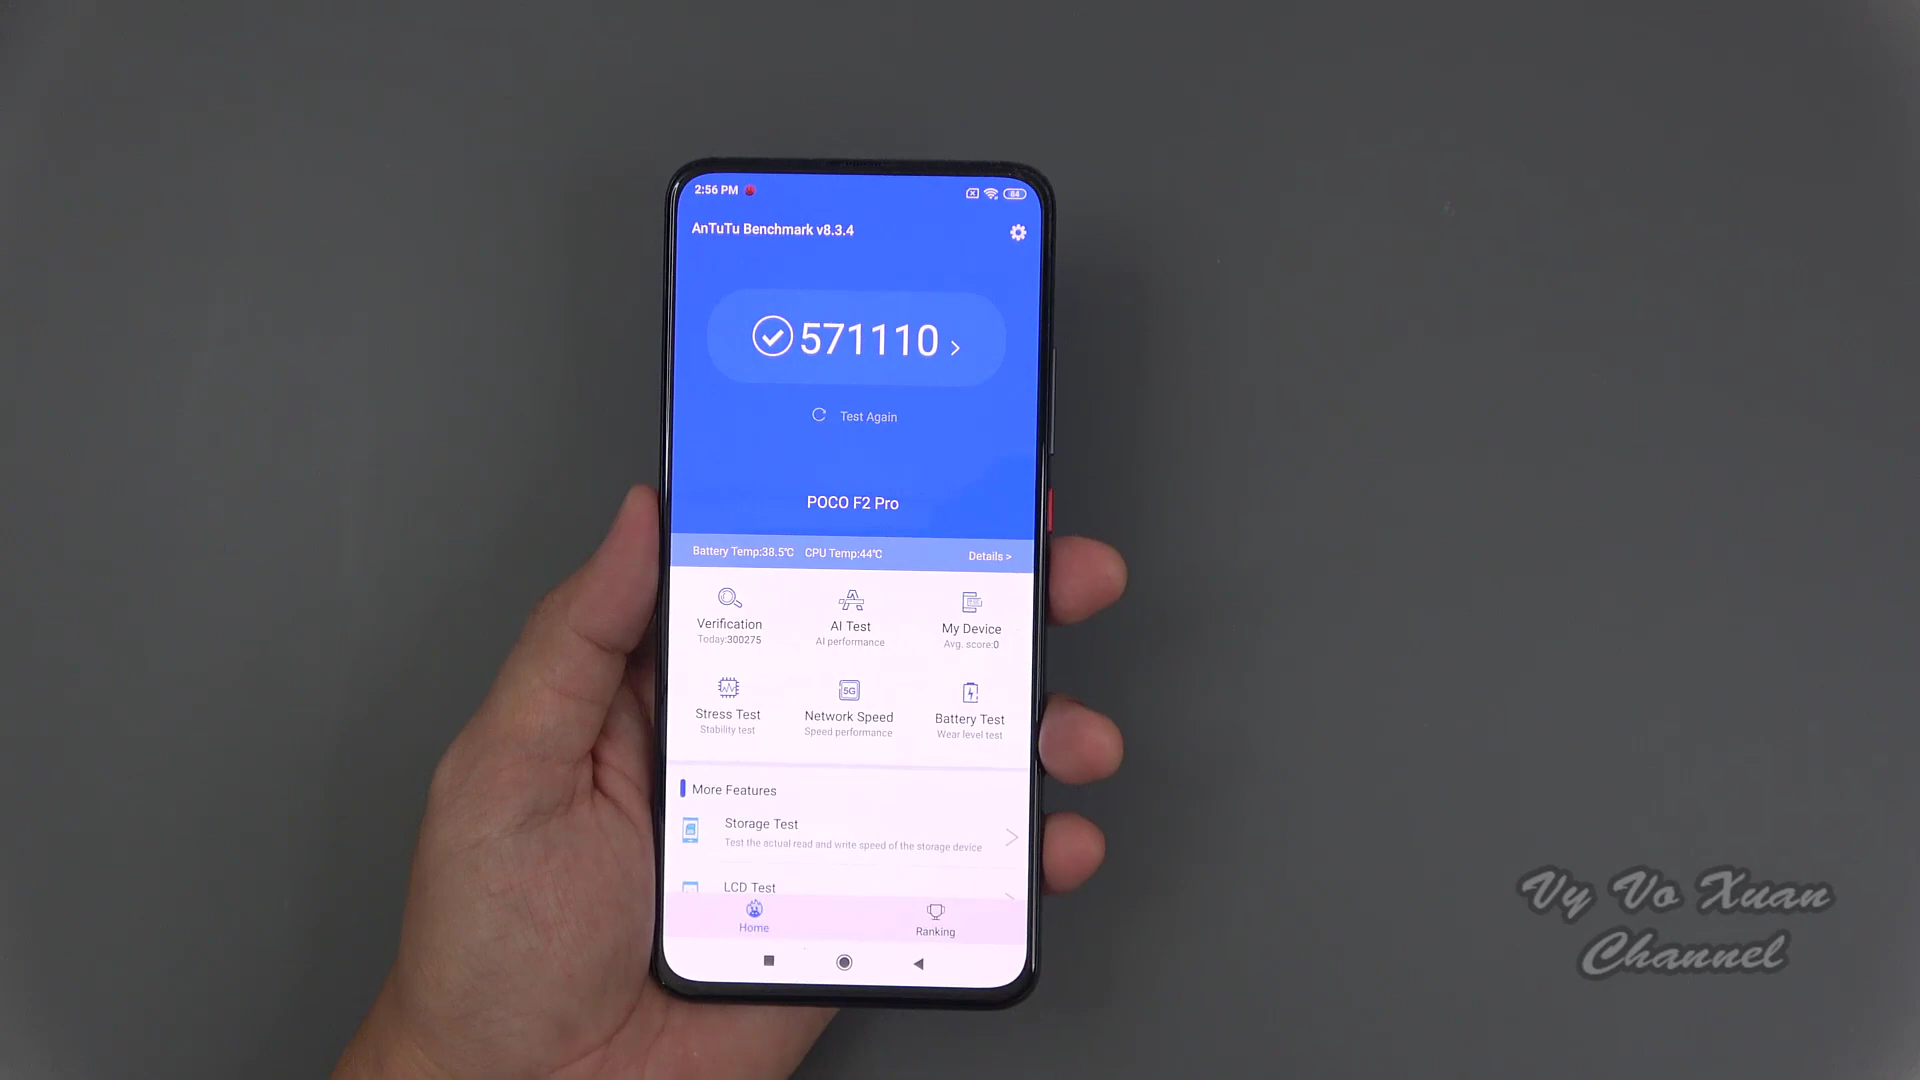 2:56 PM
84
AnTuTu Benchmark v8.3.4
571110 >
Test Again
POCO F2 Pro
Battery Temp:38.5℃ CPU Temp:44℃ Details >
Verification
Today:300275
AI Test
AI performance
My Device
Avg. score:0
Stress Test
Stability test
5G
Network Speed
Speed performance
Battery Test
Wear level test
More Features
Storage Test
Test the actual read and write speed of the storage device
LCD Test
Home
Ranking
Vy Vo Xuan
Channel